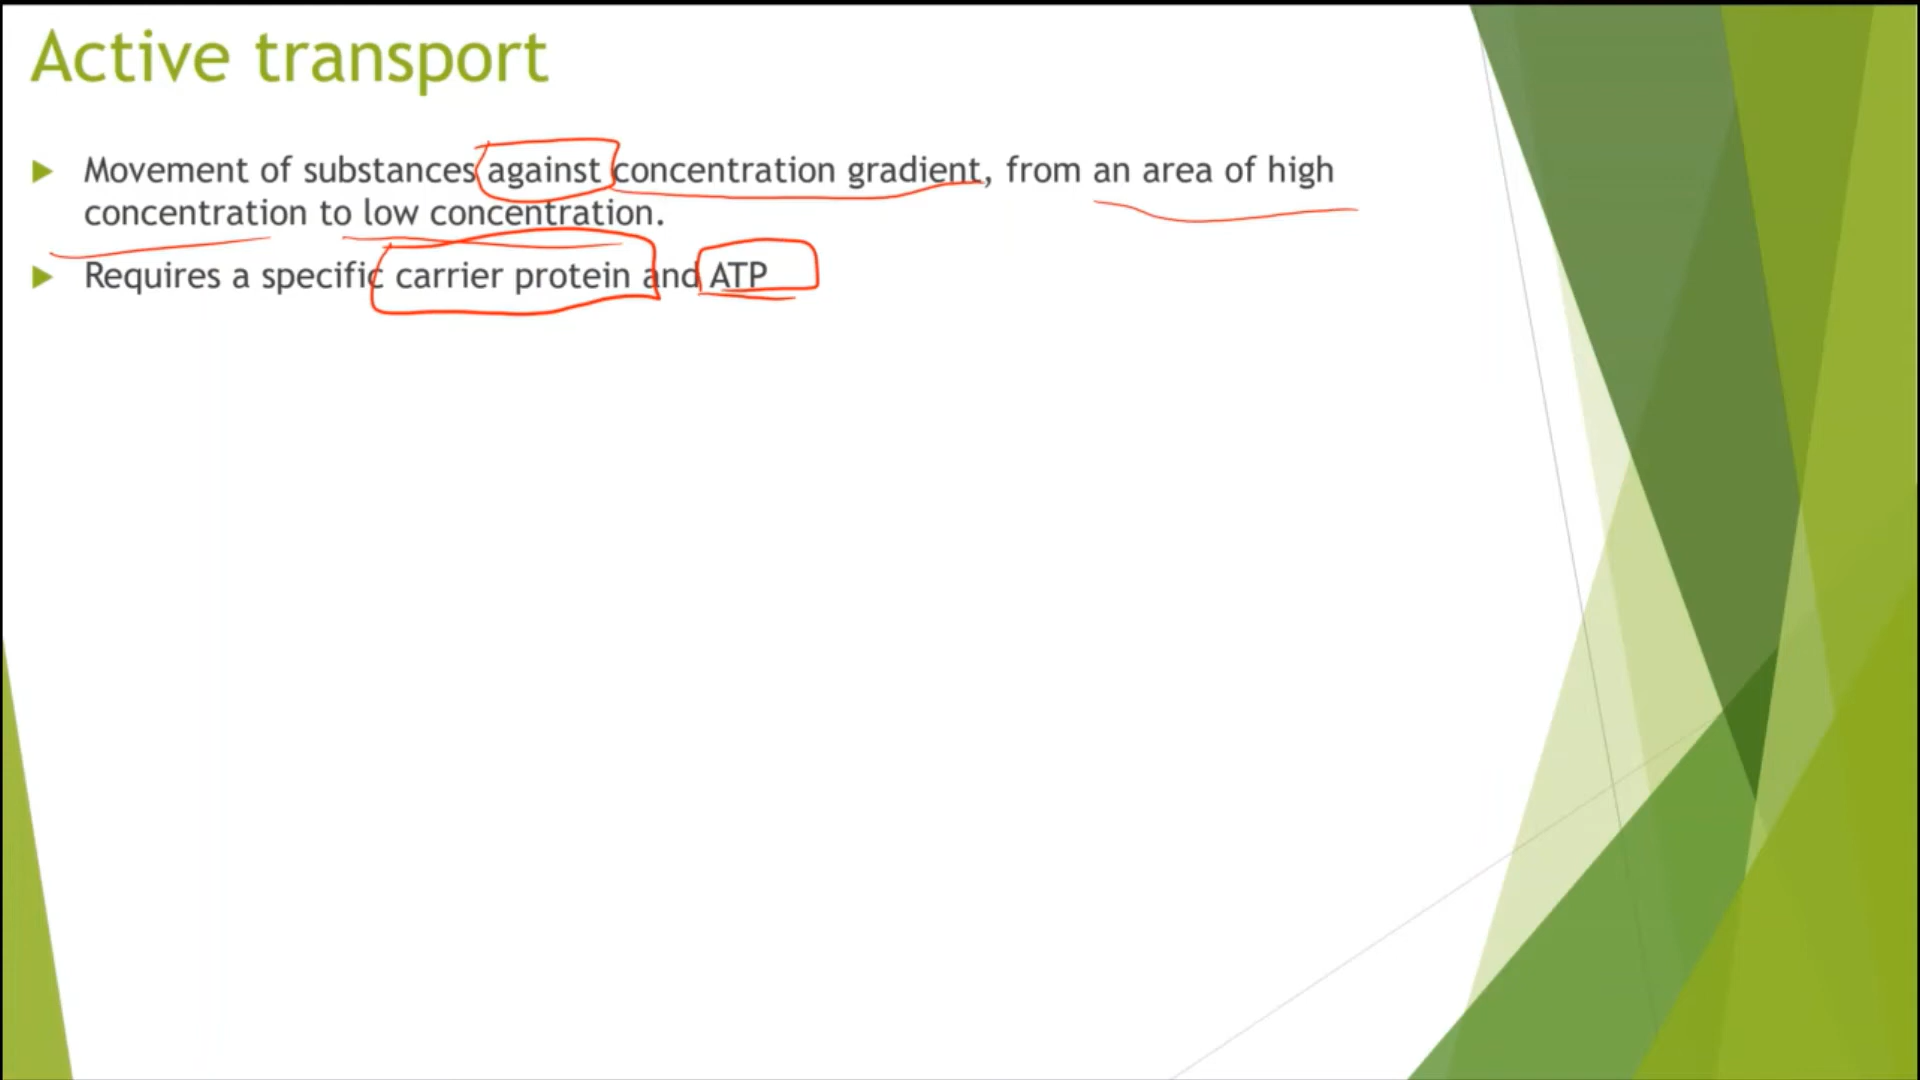 Active transport
Movement of substances against concentration gradient, from an area of high
concentration to low concentration.
Requires a specific carrier protein and ATP